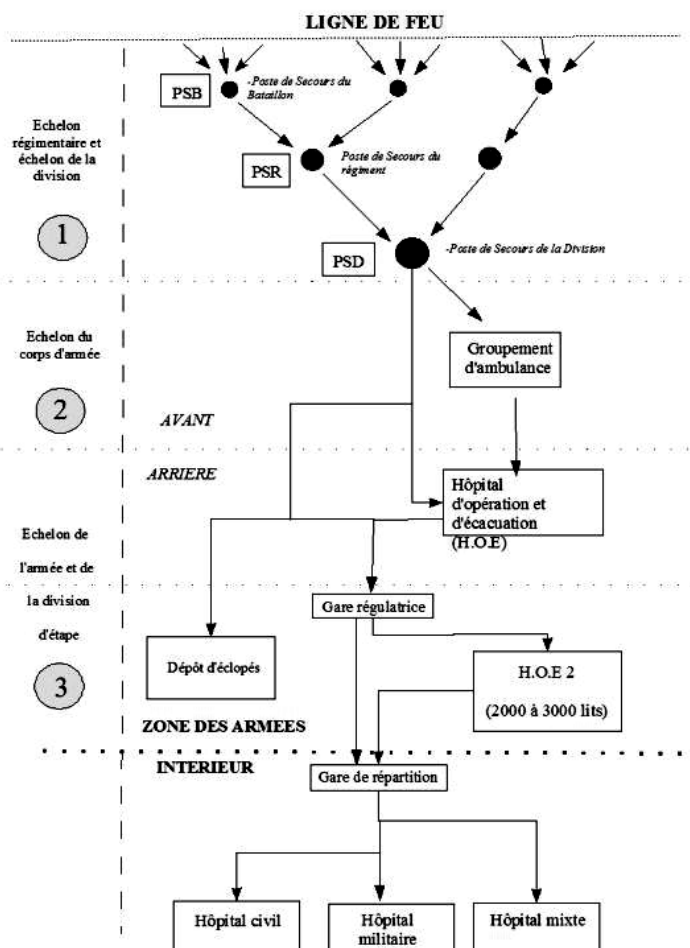 LIGNE DE FEU
PSB
-Poste de Secours du
Bataillon
Echelon
régimentaire et
échelon de la
division
1
PSR
Poste de Secours du
régiment
PSD
-Poste de Secours de la Division
Echelon du
corps d'armée
2
Groupement
d'ambulance
AVANT
ARRIERE
Hôpital
d'opération et
d'écacuation
(H.O.E)
Echelon de
l'armée et de
la division
d'étape
3
Gare régulatrice
Dépôt d'éclopés
H.O.E 2
(2000 à 3000 lits)
ZONE DES ARMEES
INTERIEUR
Gare de répartition
Hôpital civil
Hôpital
militaire
Hôpital mixte